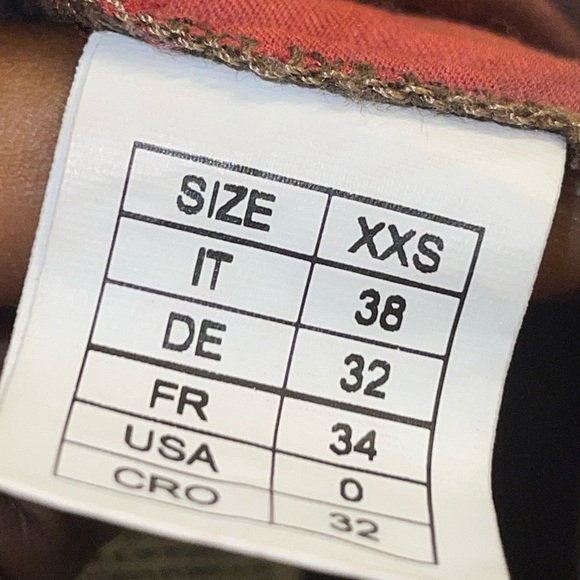 SIZE XXS
IT 38
DE 32
FR 34
USA 0
CRO 32